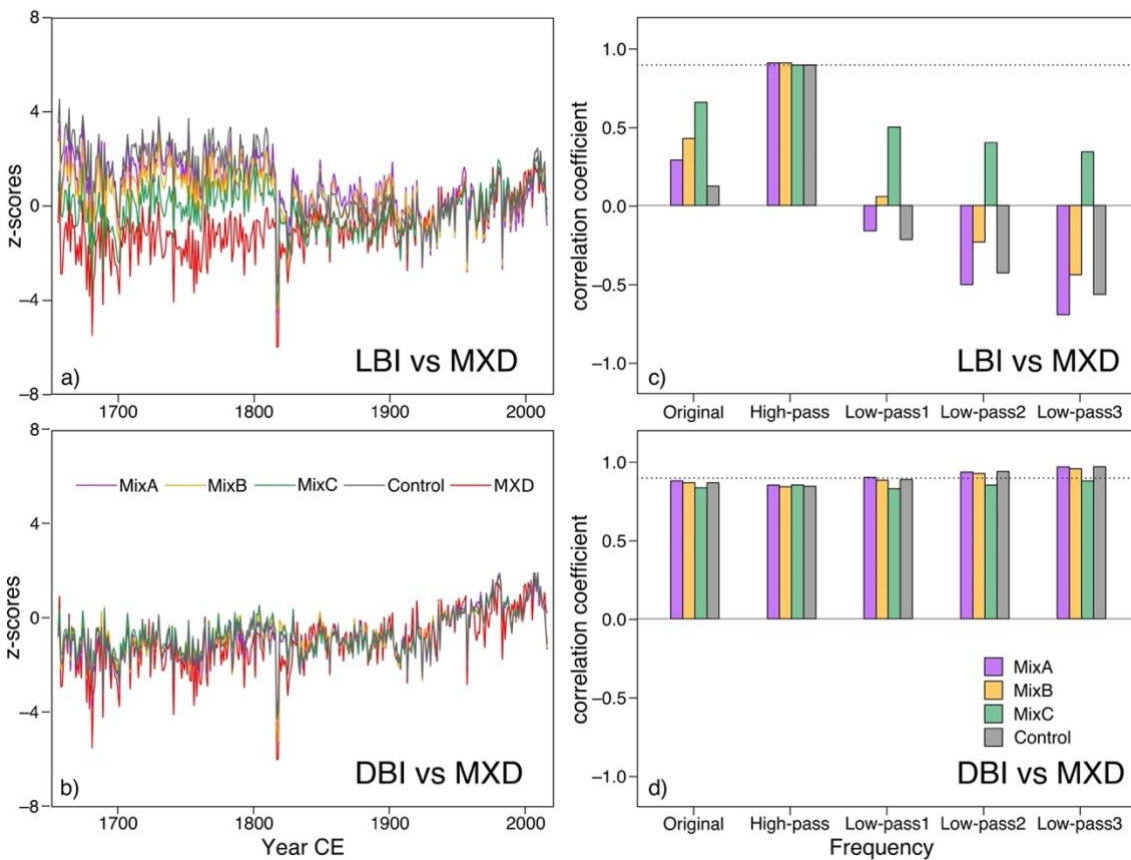 8
4
0
−4
−8
z-scores
a)
LBI vs MXD
1700
1800
1900
2000
8
4
0
−4
−8
z-scores
MixA
MixB
MixC
Control
MXD
b)
DBI vs MXD
1700
1800
1900
2000
Year CE
1.0
0.5
0.0
−0.5
−1.0
correlation coefficient
c)
LBI vs MXD
Original
High-pass
Low-pass1
Low-pass2
Low-pass3
1.0
0.5
0.0
−0.5
−1.0
correlation coefficient
MixA
MixB
MixC
Control
d)
DBI vs MXD
Original
High-pass
Low-pass1
Low-pass2
Low-pass3
Frequency